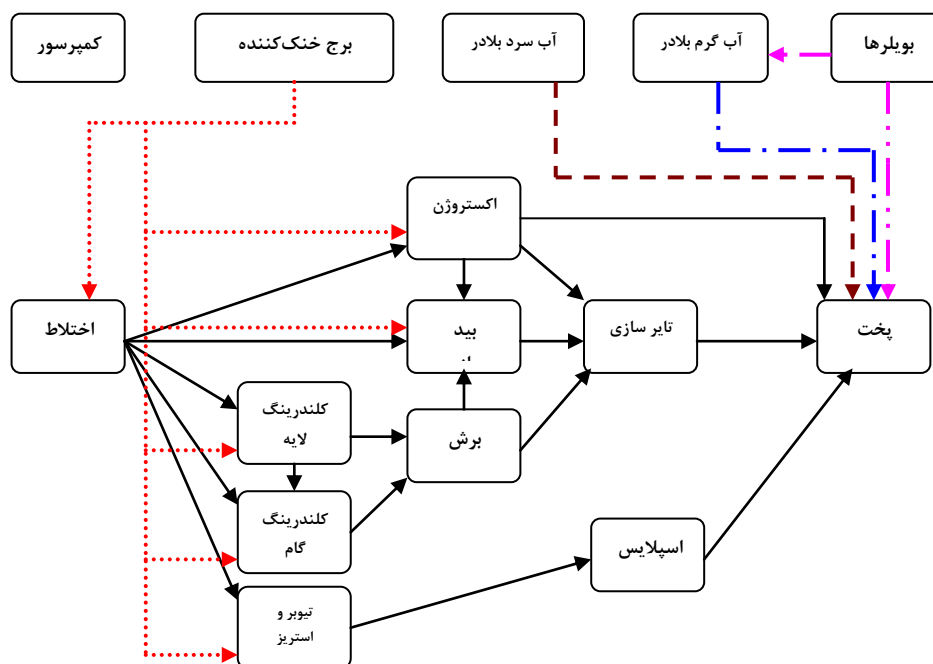 بویلرها
آب گرم بلادر
آب سرد بلادر
برج خنک‌کننده
کمپرسور
اکستروژن
پخت
تایر سازی
بید
اختلاط
کلندرینگ
لایه
برش
کلندرینگ
گام
اسپلایس
تیوبر و
استریز